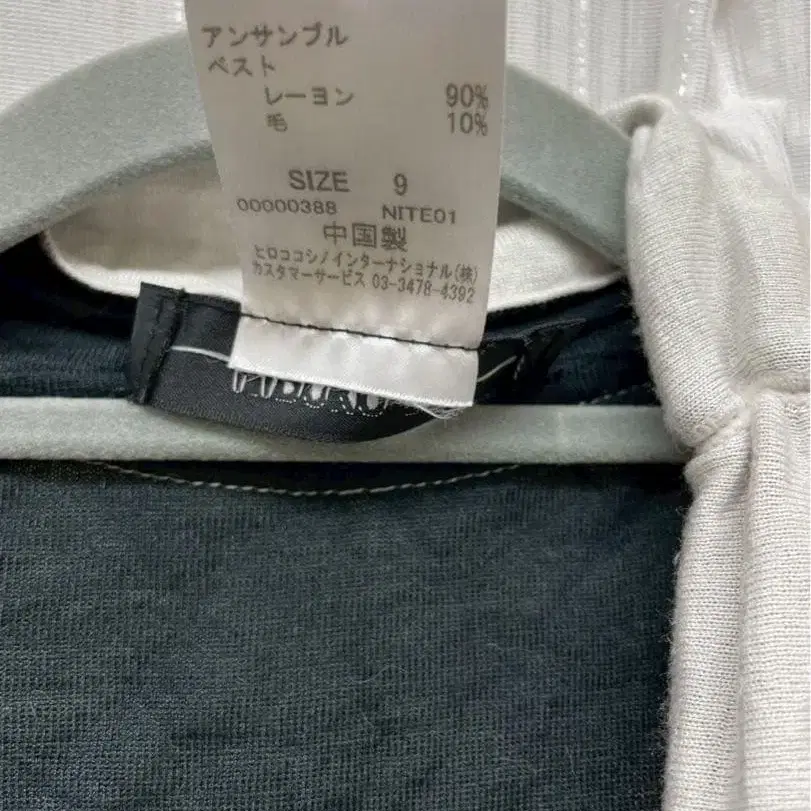 アンサンブル
ベスト
レーヨン 90%
毛 10%
SIZE 9
00000388 NITE01
中国製
ヒロココシノインターナショナル(株)
カスタマーサービス 03-3478-4392